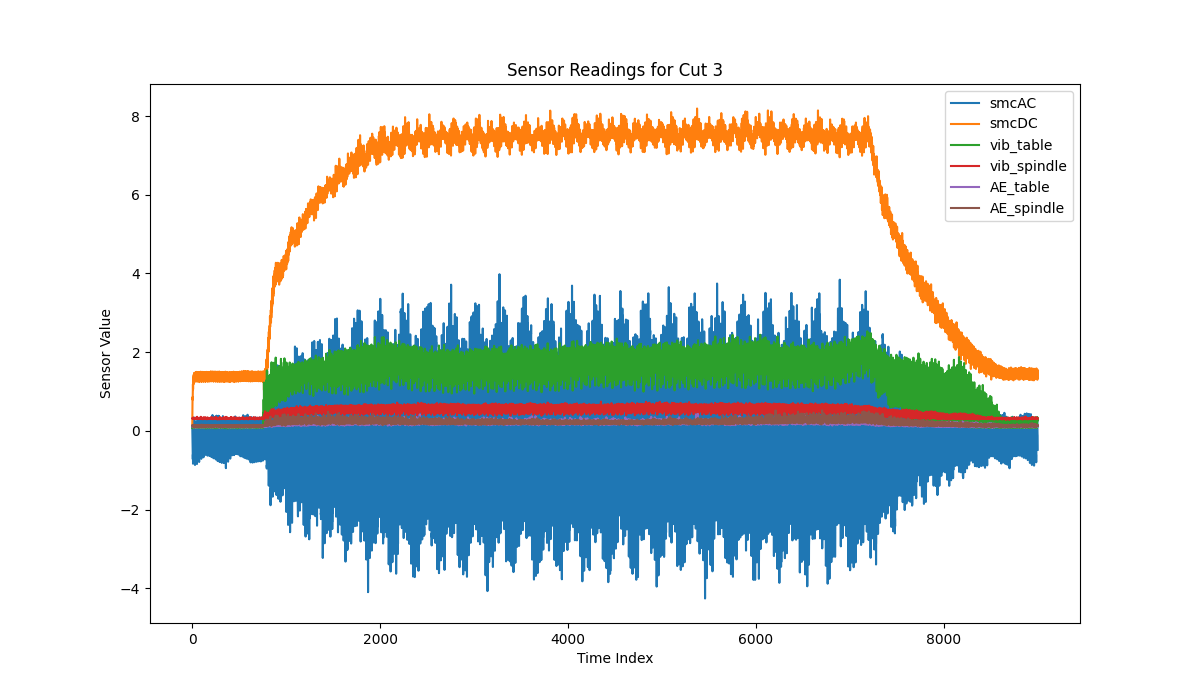 Sensor Readings for Cut 3
smcAC
smcDC
vib_table
vib_spindle
AE_table
AE_spindle
8
6
4
2
0
−2
−4
Sensor Value
0 2000 4000 6000 8000
Time Index